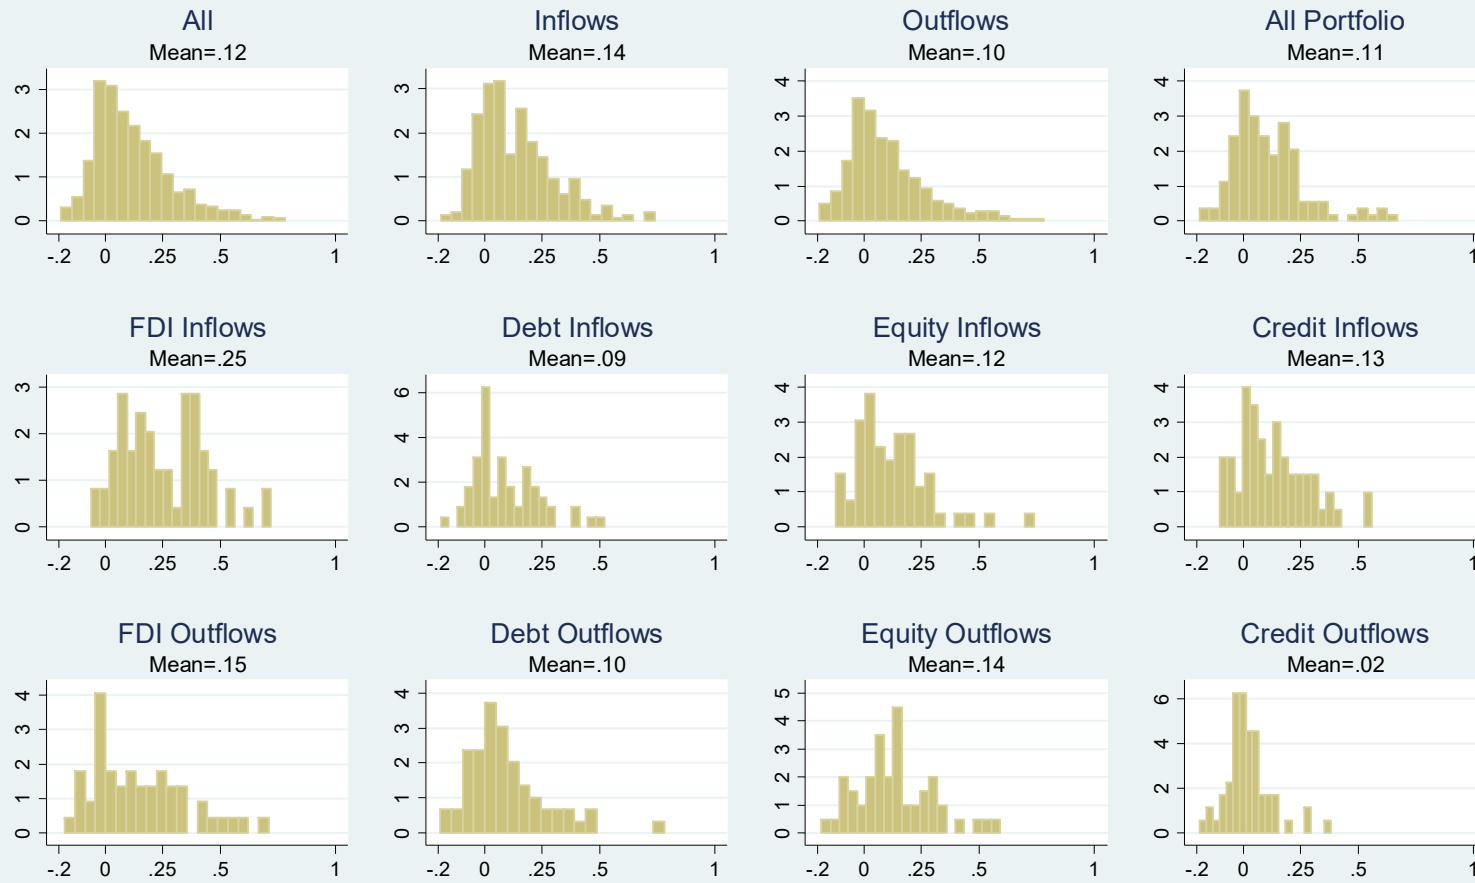 All Inflows Outflows All Portfolio
Mean=.12 Mean=.14 Mean=.10 Mean=.11
3 3 4 4
2 2 3 3
1 1 2 2
0 0 1 1
0 0
-.2 0 .25 .5 1 -.2 0 .25 .5 1 -.2 0 .25 .5 1 -.2 0 .25 .5 1
FDI Inflows Debt Inflows Equity Inflows Credit Inflows
Mean=.25 Mean=.09 Mean=.12 Mean=.13
3 6 4 4
2 4 3 3
1 2 2 2
0 0 1 1
0 0
-.2 0 .25 .5 1 -.2 0 .25 .5 1 -.2 0 .25 .5 1 -.2 0 .25 .5 1
FDI Outflows Debt Outflows Equity Outflows Credit Outflows
Mean=.15 Mean=.10 Mean=.14 Mean=.02
4 4 5 6
3 3 4 4
2 2 3 2
1 1 2 0
0 0 1
0
-.2 0 .25 .5 1 -.2 0 .25 .5 1 -.2 0 .25 .5 1 -.2 0 .25 .5 1